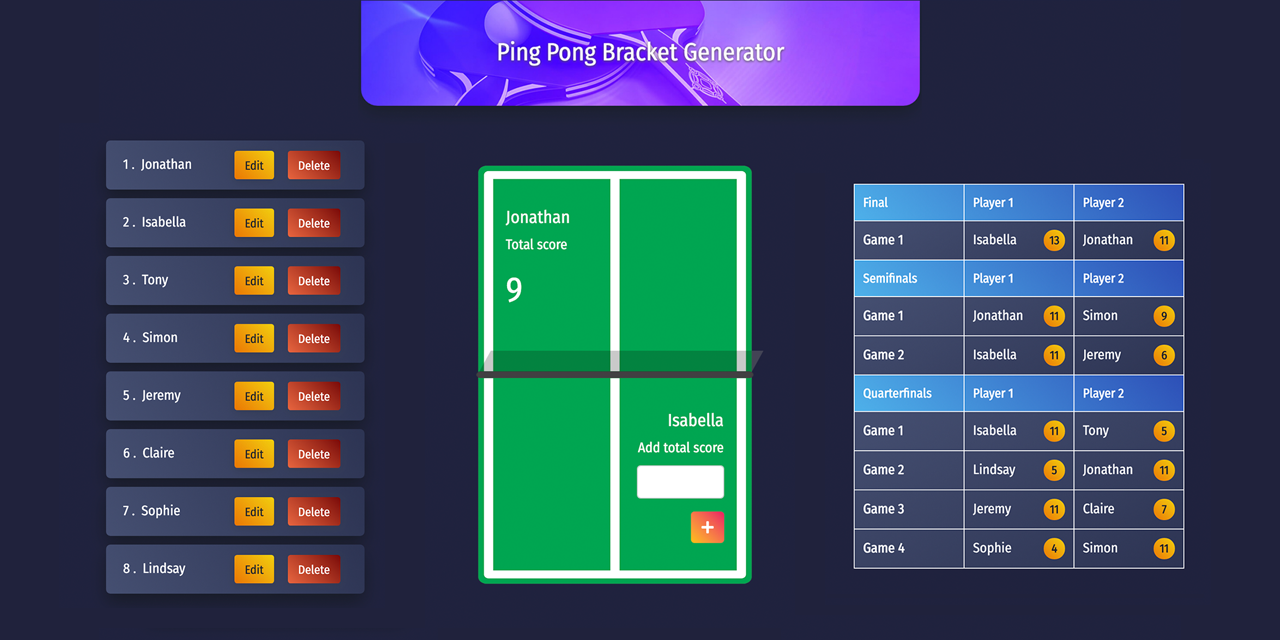 Ping Pong Bracket Generator
1. Jonathan Edit Delete
2. Isabella Edit Delete
3. Tony Edit Delete
4. Simon Edit Delete
5. Jeremy Edit Delete
6. Claire Edit Delete
7. Sophie Edit Delete
8. Lindsay Edit Delete
Jonathan
Total score
9
Isabella
Add total score
+
Final Player 1 Player 2
Game 1 Isabella 13 Jonathan 11
Semifinals Player 1 Player 2
Game 1 Jonathan 11 Simon 9
Game 2 Isabella 11 Jeremy 6
Quarterfinals Player 1 Player 2
Game 1 Isabella 11 Tony 5
Game 2 Lindsay 5 Jonathan 11
Game 3 Jeremy 11 Claire 7
Game 4 Sophie 4 Simon 11